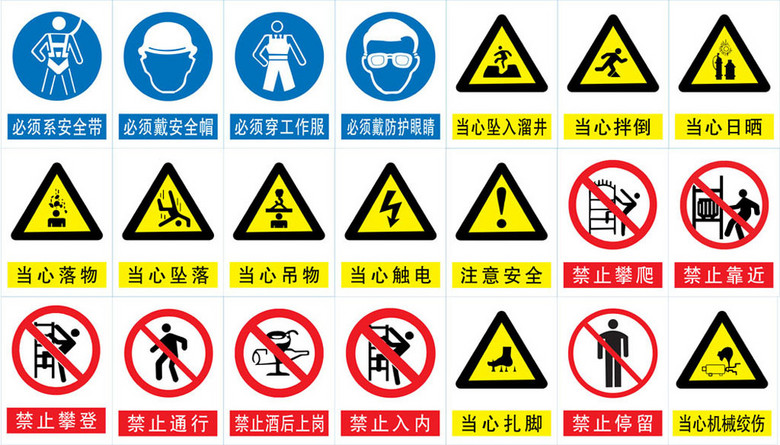 必须系安全带
必须戴安全帽
必须穿工作服
必须戴防护眼睛
当心坠入溜井
当心拌倒
当心日晒
当心落物
当心坠落
当心吊物
当心触电
注意安全
禁止攀爬
禁止靠近
禁止攀登
禁止通行
禁止酒后上岗
禁止入内
当心扎脚
禁止停留
当心机械绞伤